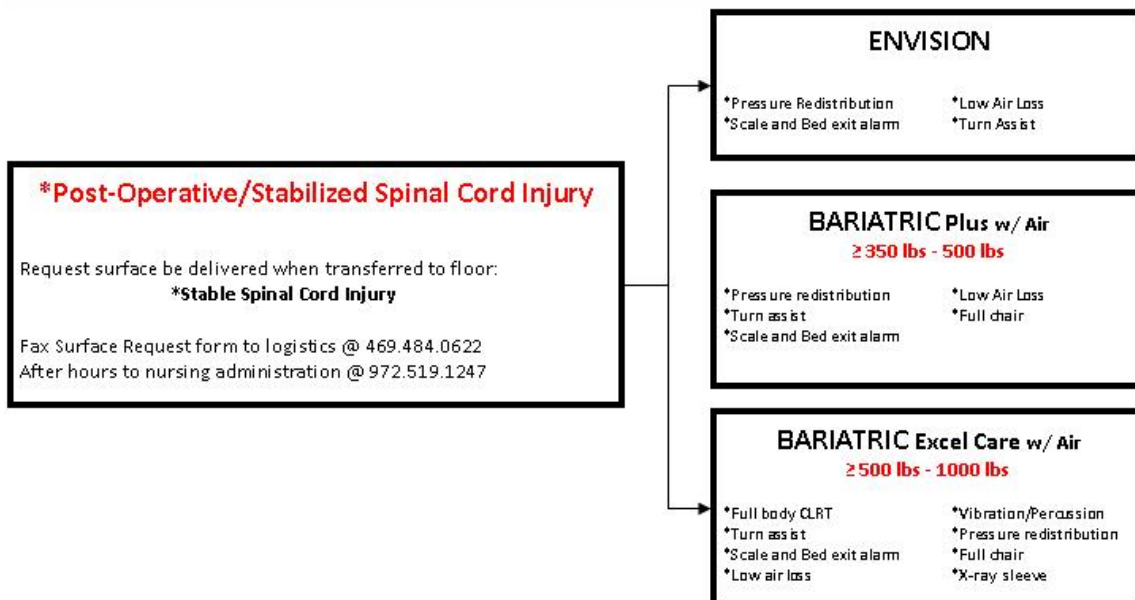 *Post-Operative/Stabilized Spinal Cord Injury
Request surface be delivered when transferred to floor:
*Stable Spinal Cord Injury
Fax Surface Request form to logistics @ 469.484.0622
After hours to nursing administration @ 972.519.1247
ENVISION
*Pressure Redistribution *Low Air Loss
*Scale and Bed exit alarm *Turn Assist
BARIATRIC Plus w/ Air
≥ 350 lbs - 500 lbs
*Pressure redistribution *Low Air Loss
*Turn assist *Full chair
*Scale and Bed exit alarm
BARIATRIC Excel Care w/ Air
≥ 500 lbs - 1000 lbs
*Full body CLRT *Vibration/Percussion
*Turn assist *Pressure redistribution
*Scale and Bed exit alarm *Full chair
*Low air loss *X-ray sleeve